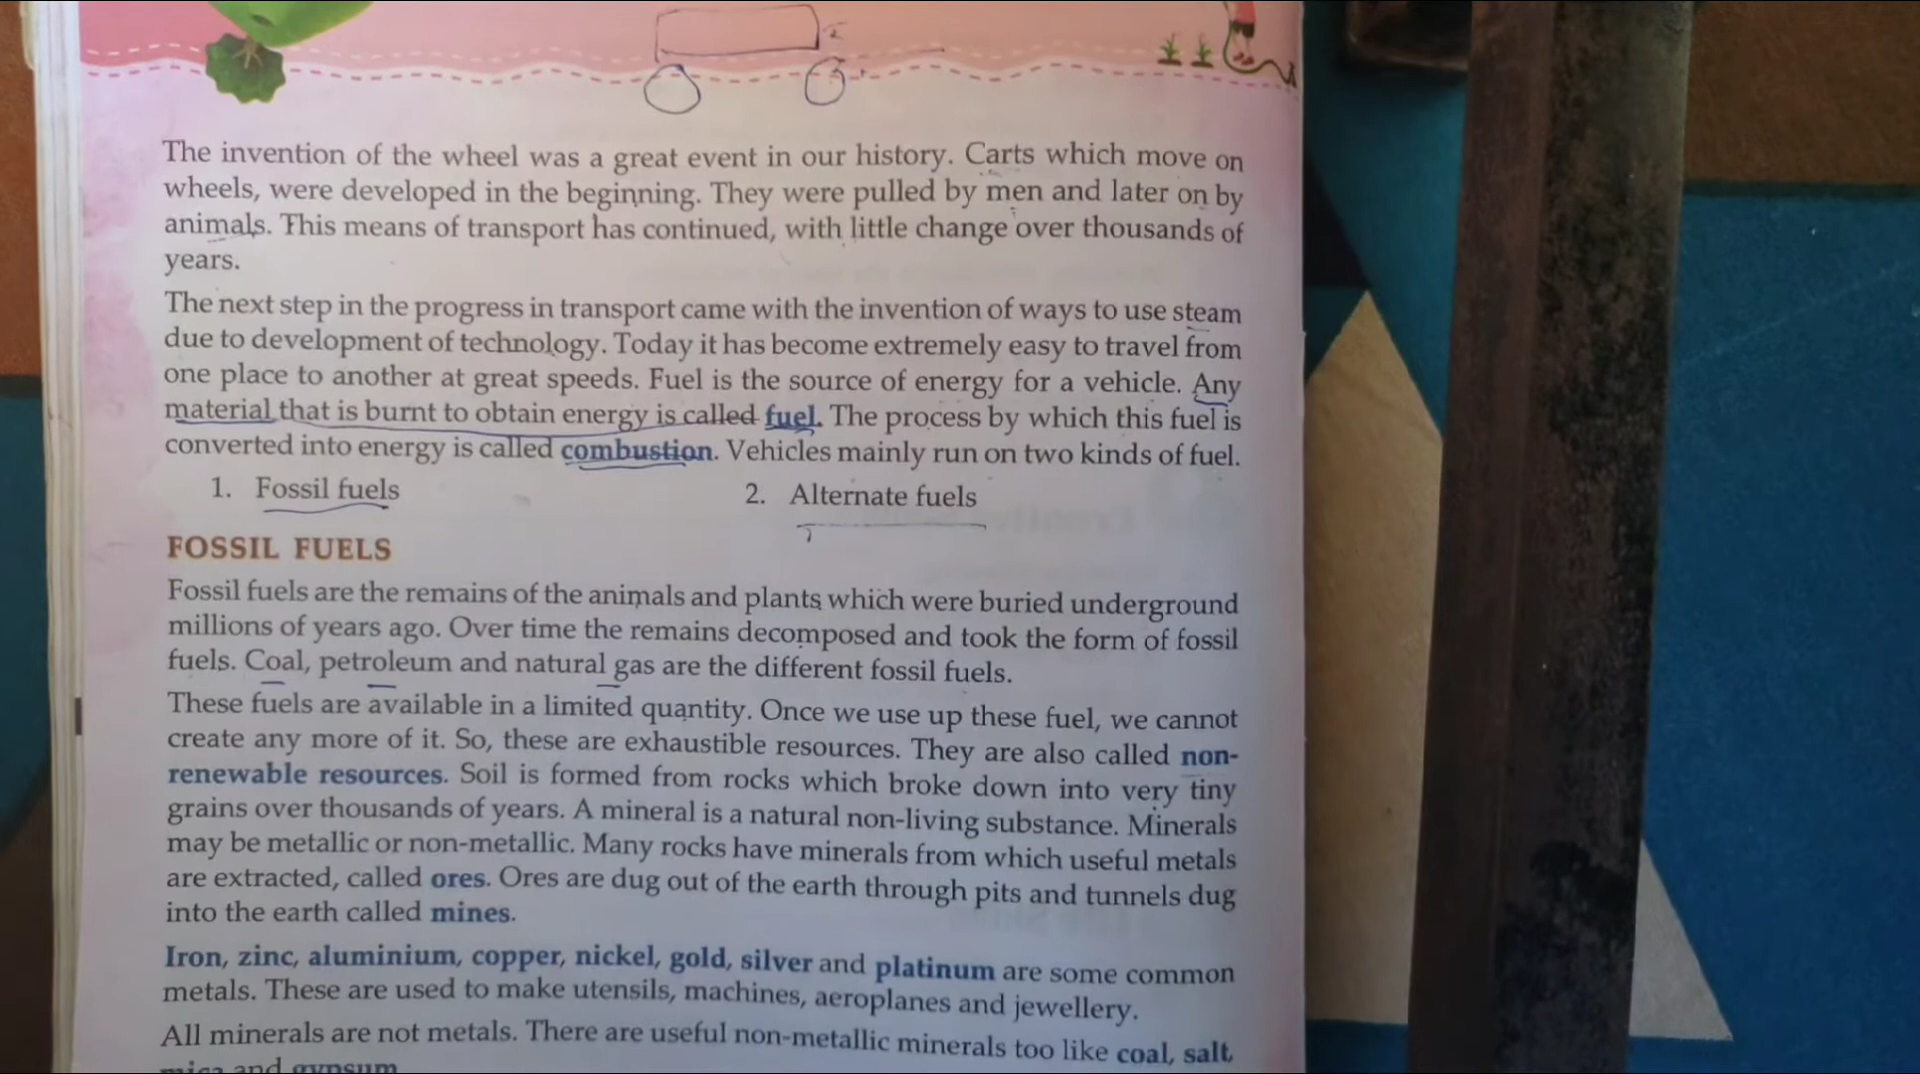 The invention of the wheel was a great event in our history. Carts which move on
wheels, were developed in the beginning. They were pulled by men and later on by
animals. This means of transport has continued, with little change over thousands of
years.
The next step in the progress in transport came with the invention of ways to use steam
due to development of technology. Today it has become extremely easy to travel from
one place to another at great speeds. Fuel is the source of energy for a vehicle. Any
material that is burnt to obtain energy is called fuel. The process by which this fuel is
converted into energy is called combustion. Vehicles mainly run on two kinds of fuel.
1. Fossil fuels 2. Alternate fuels
FOSSIL FUELS
Fossil fuels are the remains of the animals and plants which were buried underground
millions of years ago. Over time the remains decomposed and took the form of fossil
fuels. Coal, petroleum and natural gas are the different fossil fuels.
These fuels are available in a limited quantity. Once we use up these fuel, we cannot
create any more of it. So, these are exhaustible resources. They are also called non-
renewable resources. Soil is formed from rocks which broke down into very tiny
grains over thousands of years. A mineral is a natural non-living substance. Minerals
may be metallic or non-metallic. Many rocks have minerals from which useful metals
are extracted, called ores. Ores are dug out of the earth through pits and tunnels dug
into the earth called mines.
Iron, zinc, aluminium, copper, nickel, gold, silver and platinum are some common
metals. These are used to make utensils, machines, aeroplanes and jewellery.
All minerals are not metals. There are useful non-metallic minerals too like coal, salt,
mica and gypsum